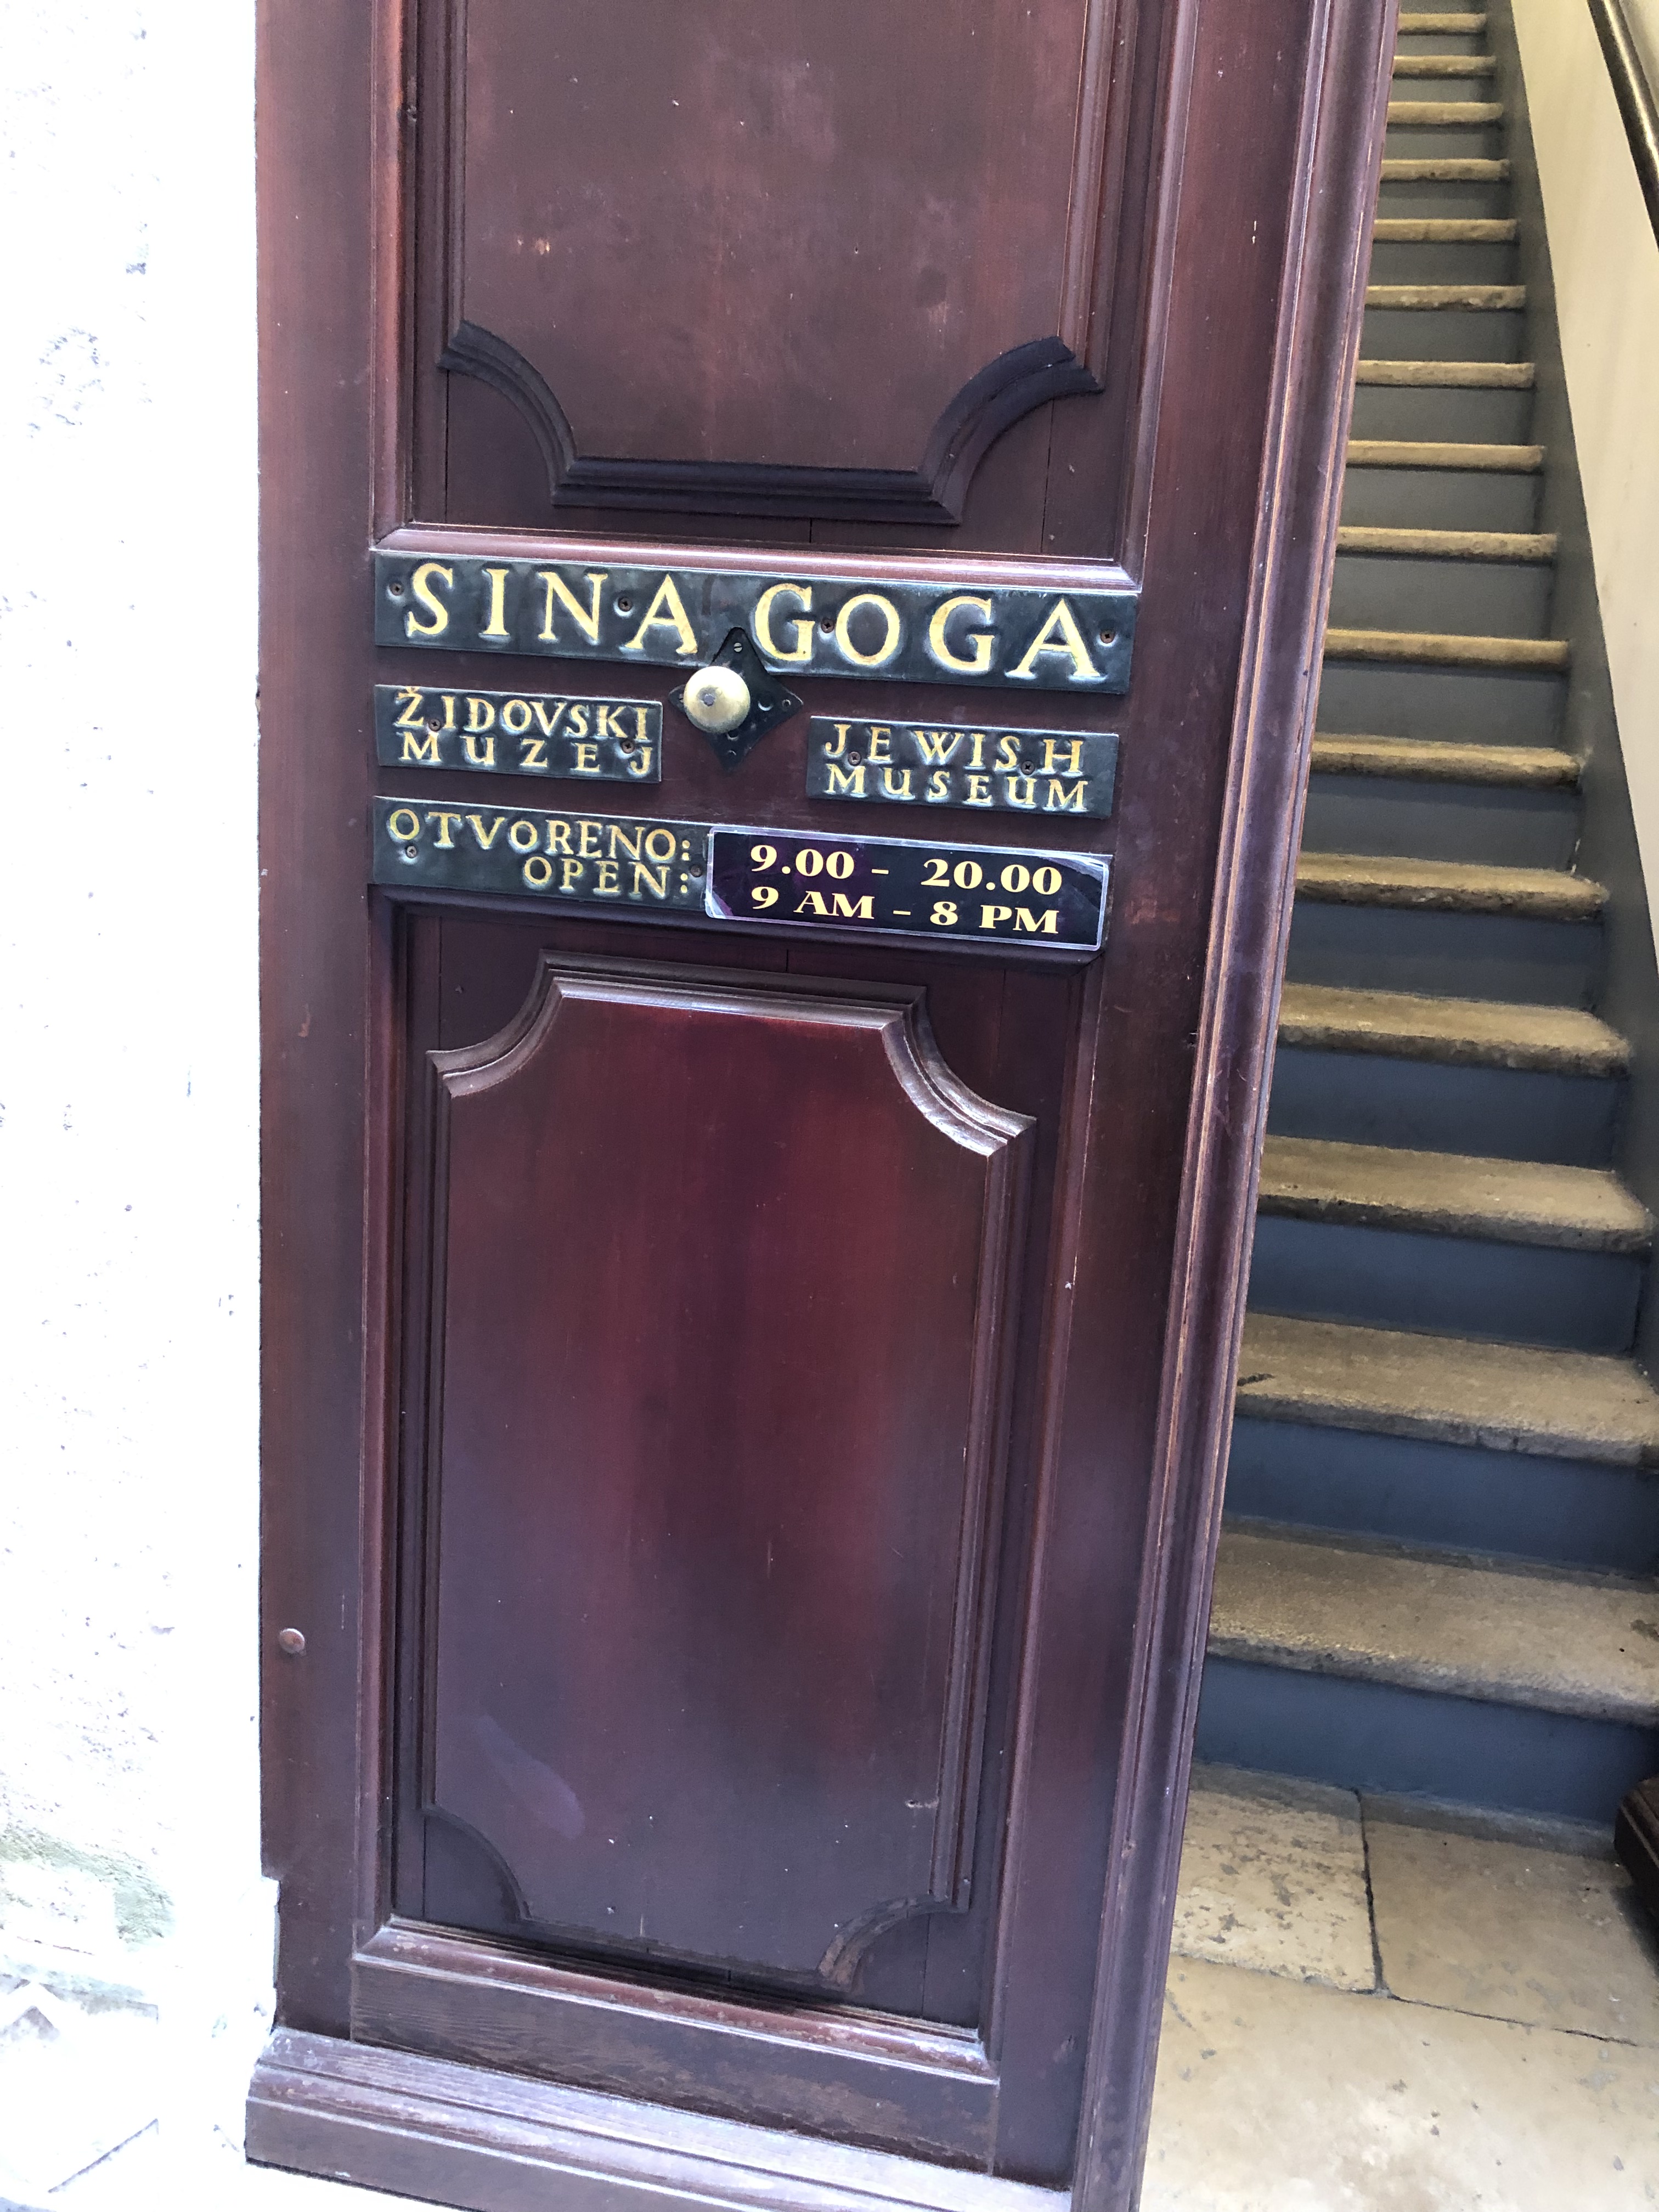 SINAGOGA
ŽIDOVSKI
MUZEJ
JEWISH
MUSEUM
OTVORENO: 9.00 - 20.00
OPEN: 9 AM - 8 PM